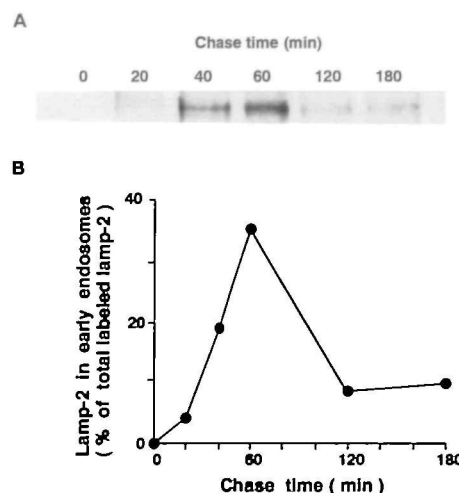 A
Chase time (min)
0 20 40 60 120 180
B
Lamp-2 in early endosomes
( % of total labeled lamp-2 )
40
20
0
0 60 120 180
Chase time ( min )